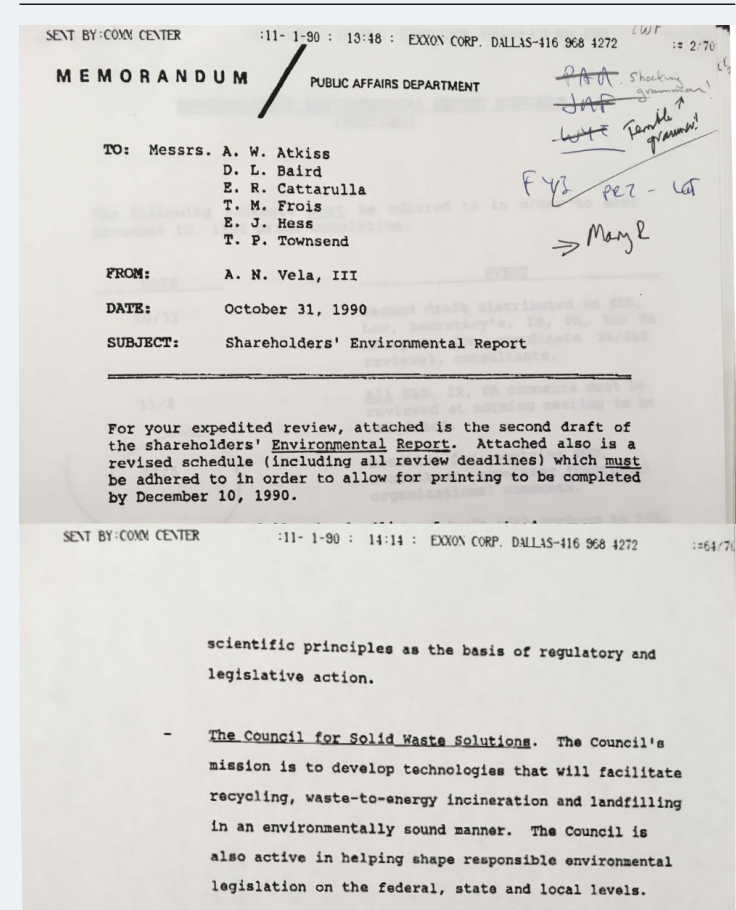 SENT BY:COMM CENTER :11- 1-90 : 13:48 : EXXON CORP. DALLAS-416 968 4272 := 2/70
MEMORANDUM PUBLIC AFFAIRS DEPARTMENT
PAA Shocking
grammar!
JAF
Terrible
grammar!
TO: Messrs. A. W. Atkiss
D. L. Baird
E. R. Cattarulla
T. M. Frois
E. J. Hess
T. P. Townsend
FYI
Mary R
FROM: A. N. Vela, III
DATE: October 31, 1990
SUBJECT: Shareholders' Environmental Report
For your expedited review, attached is the second draft of
the shareholders' Environmental Report. Attached also is a
revised schedule (including all review deadlines) which must
be adhered to in order to allow for printing to be completed
by December 10, 1990.
SENT BY:COMM CENTER :11- 1-90 : 14:14 : EXXON CORP. DALLAS-416 968 4272 :=64/70
scientific principles as the basis of regulatory and
legislative action.
- The Council for Solid Waste Solutions. The Council's
mission is to develop technologies that will facilitate
recycling, waste-to-energy incineration and landfilling
in an environmentally sound manner. The Council is
also active in helping shape responsible environmental
legislation on the federal, state and local levels.